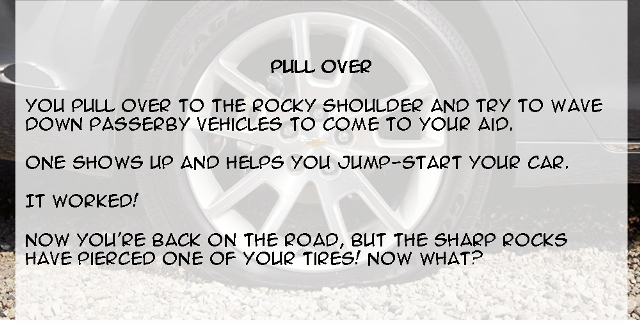 PULL OVER
YOU PULL OVER TO THE ROCKY SHOULDER AND TRY TO WAVE
DOWN PASSERBY VEHICLES TO COME TO YOUR AID.
ONE SHOWS UP AND HELPS YOU JUMP-START YOUR CAR.
IT WORKED!
NOW YOU'RE BACK ON THE ROAD, BUT THE SHARP ROCKS
HAVE PIERCED ONE OF YOUR TIRES! NOW WHAT?